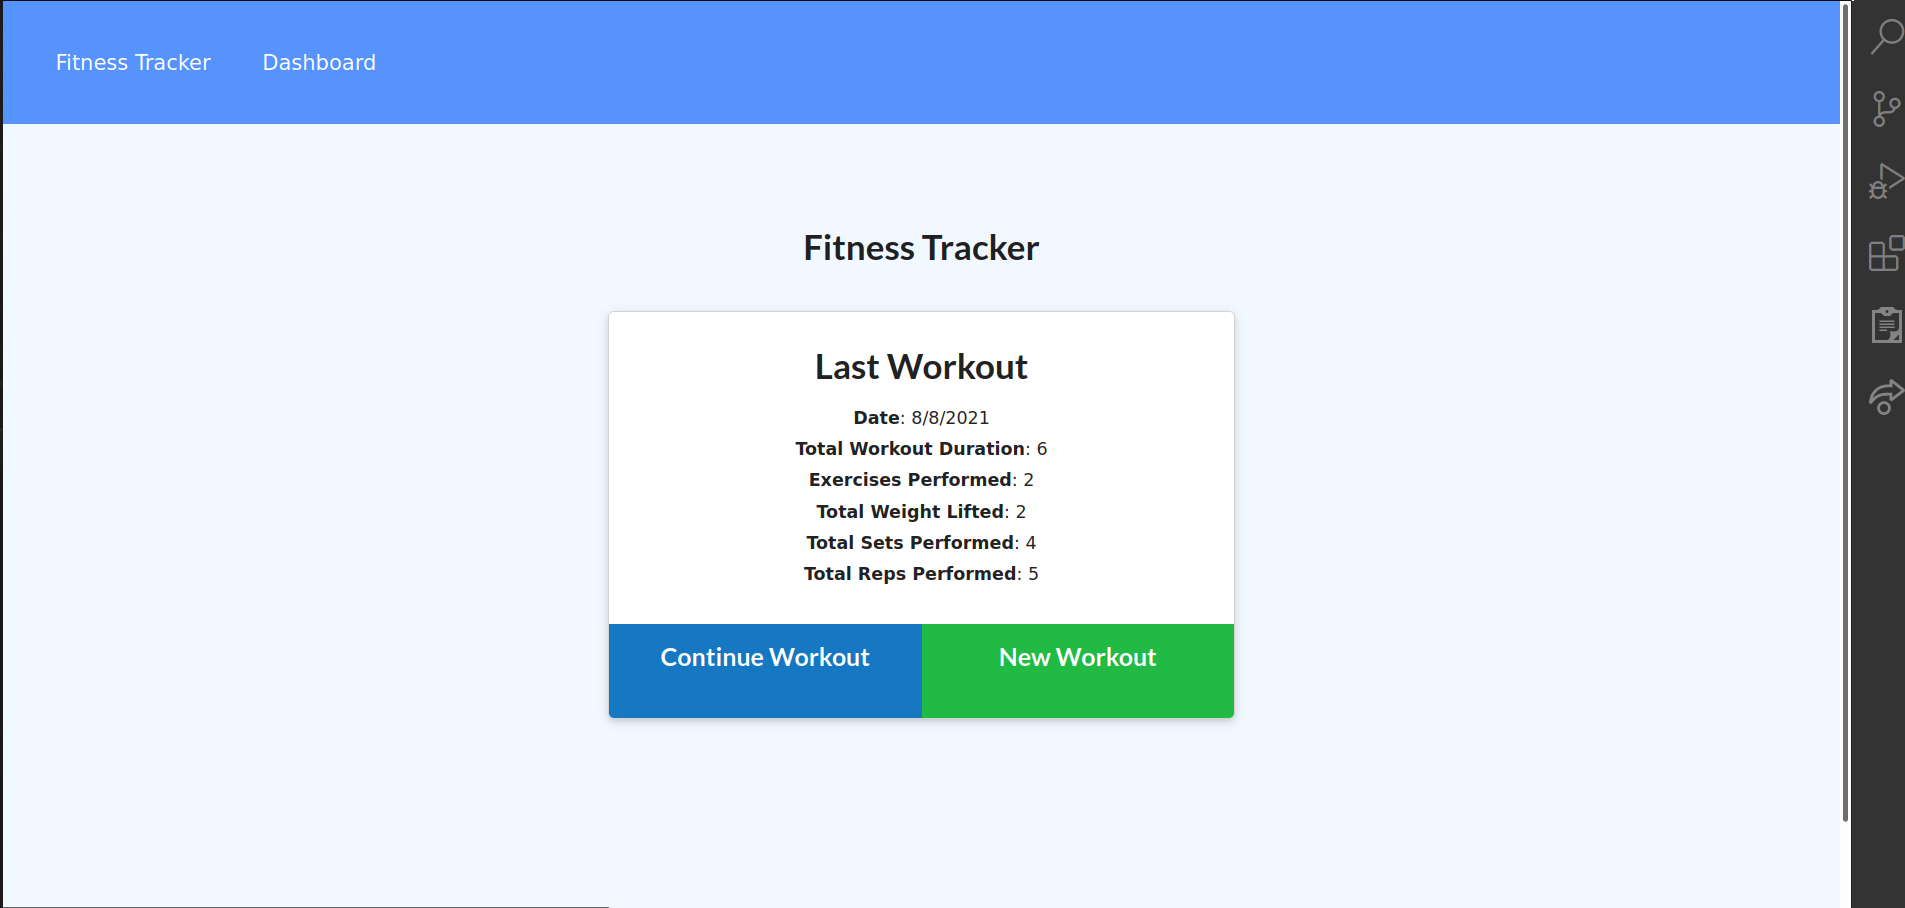 Fitness Tracker Dashboard
Fitness Tracker
Last Workout
Date: 8/8/2021
Total Workout Duration: 6
Exercises Performed: 2
Total Weight Lifted: 2
Total Sets Performed: 4
Total Reps Performed: 5
Continue Workout New Workout